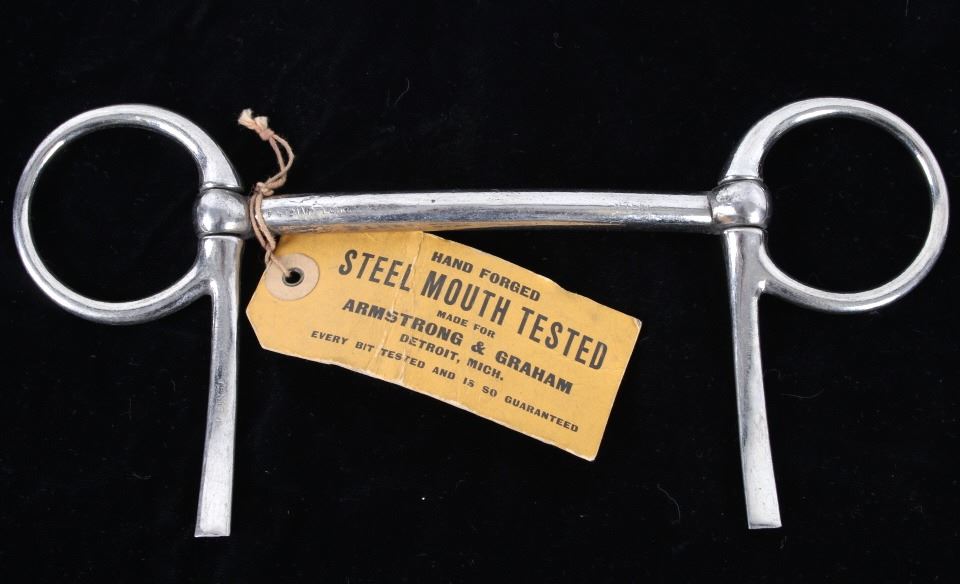 HAND FORGED
STEEL MOUTH TESTED
MADE FOR
ARMSTRONG & GRAHAM
DETROIT, MICH.
EVERY BIT TESTED AND IS SO GUARANTEED